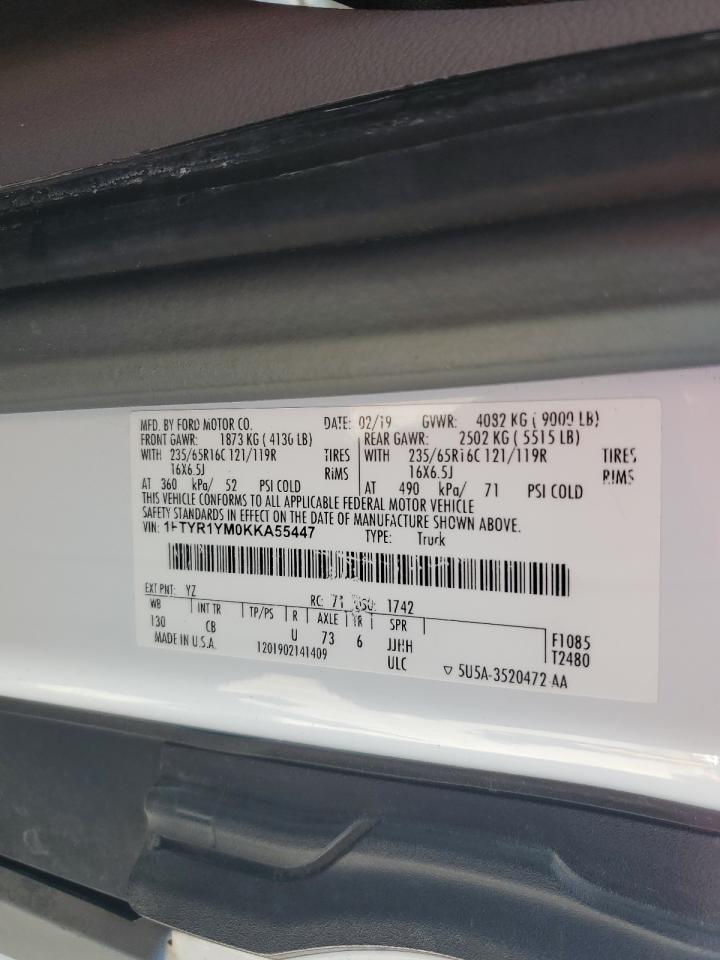 MFD. BY FORD MOTOR CO. DATE: 02/19 GVWR: 4082 KG ( 9000 LB)
FRONT GAWR: 1873 KG ( 4130 LB) REAR GAWR: 2502 KG ( 5515 LB)
WITH 235/65R16C 121/119R TIRES WITH 235/65R16C 121/119R TIRES
16X6.5J RIMS 16X6.5J RIMS
AT 360 kPa/ 52 PSI COLD AT 490 kPa/ 71 PSI COLD
THIS VEHICLE CONFORMS TO ALL APPLICABLE FEDERAL MOTOR VEHICLE
SAFETY STANDARDS IN EFFECT ON THE DATE OF MANUFACTURE SHOWN ABOVE.
VIN: 1FTYR1YM0KKA55447 TYPE: Truck
EXT PNT: YZ RC: 71 DSO: 1742
WB INT TR TP/PS R AXLE TR SPR
130 CB U 73 6 JJHH F1085
MADE IN U.S.A. 1201902141409 ULC T2480
5U5A-3520472 AA